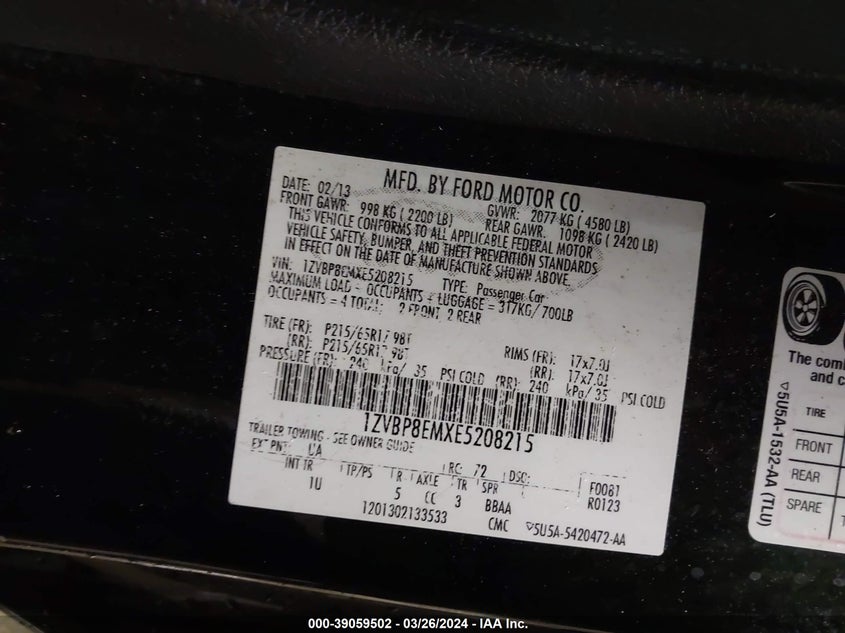 MFD. BY FORD MOTOR CO.
DATE: 02/13 GVWR: 2077 KG ( 4580 LB)
FRONT GAWR: 998 KG ( 2200 LB) REAR GAWR: 1098 KG ( 2420 LB)
THIS VEHICLE CONFORMS TO ALL APPLICABLE FEDERAL MOTOR
VEHICLE SAFETY, BUMPER, AND THEFT PREVENTION STANDARDS
IN EFFECT ON THE DATE OF MANUFACTURE SHOWN ABOVE.
VIN: 1ZVBP8EMXE5208215 TYPE: Passenger Car
MAXIMUM LOAD = OCCUPANTS + LUGGAGE = 317KG/ 700LB
OCCUPANTS = 4 TOTAL: 2 FRONT, 2 REAR
TIRE (FR): P215/65R17 98T RIMS (FR): 17x7.0J
(RR): P215/65R17 98T (RR): 17x7.0J
PRESSURE (FR): 240 kPa/ 35 PSI COLD (RR): 240 kPa/ 35 PSI COLD
1ZVBP8EMXE5208215
TRAILER TOWING - SEE OWNER GUIDE
EXT PNT: UA RC: 72 DSO: F0081
INT TR TP/PS R AXLE TR SPR R0123
1U 5 CC 3 BBAA
1201302133533 CMC ▽5U5A-5420472-AA
The comb
and c
TIRE
FRONT
REAR
SPARE
▽5U5A-1532-AA (TLU)
000-39059502 - 03/26/2024 - IAA Inc.